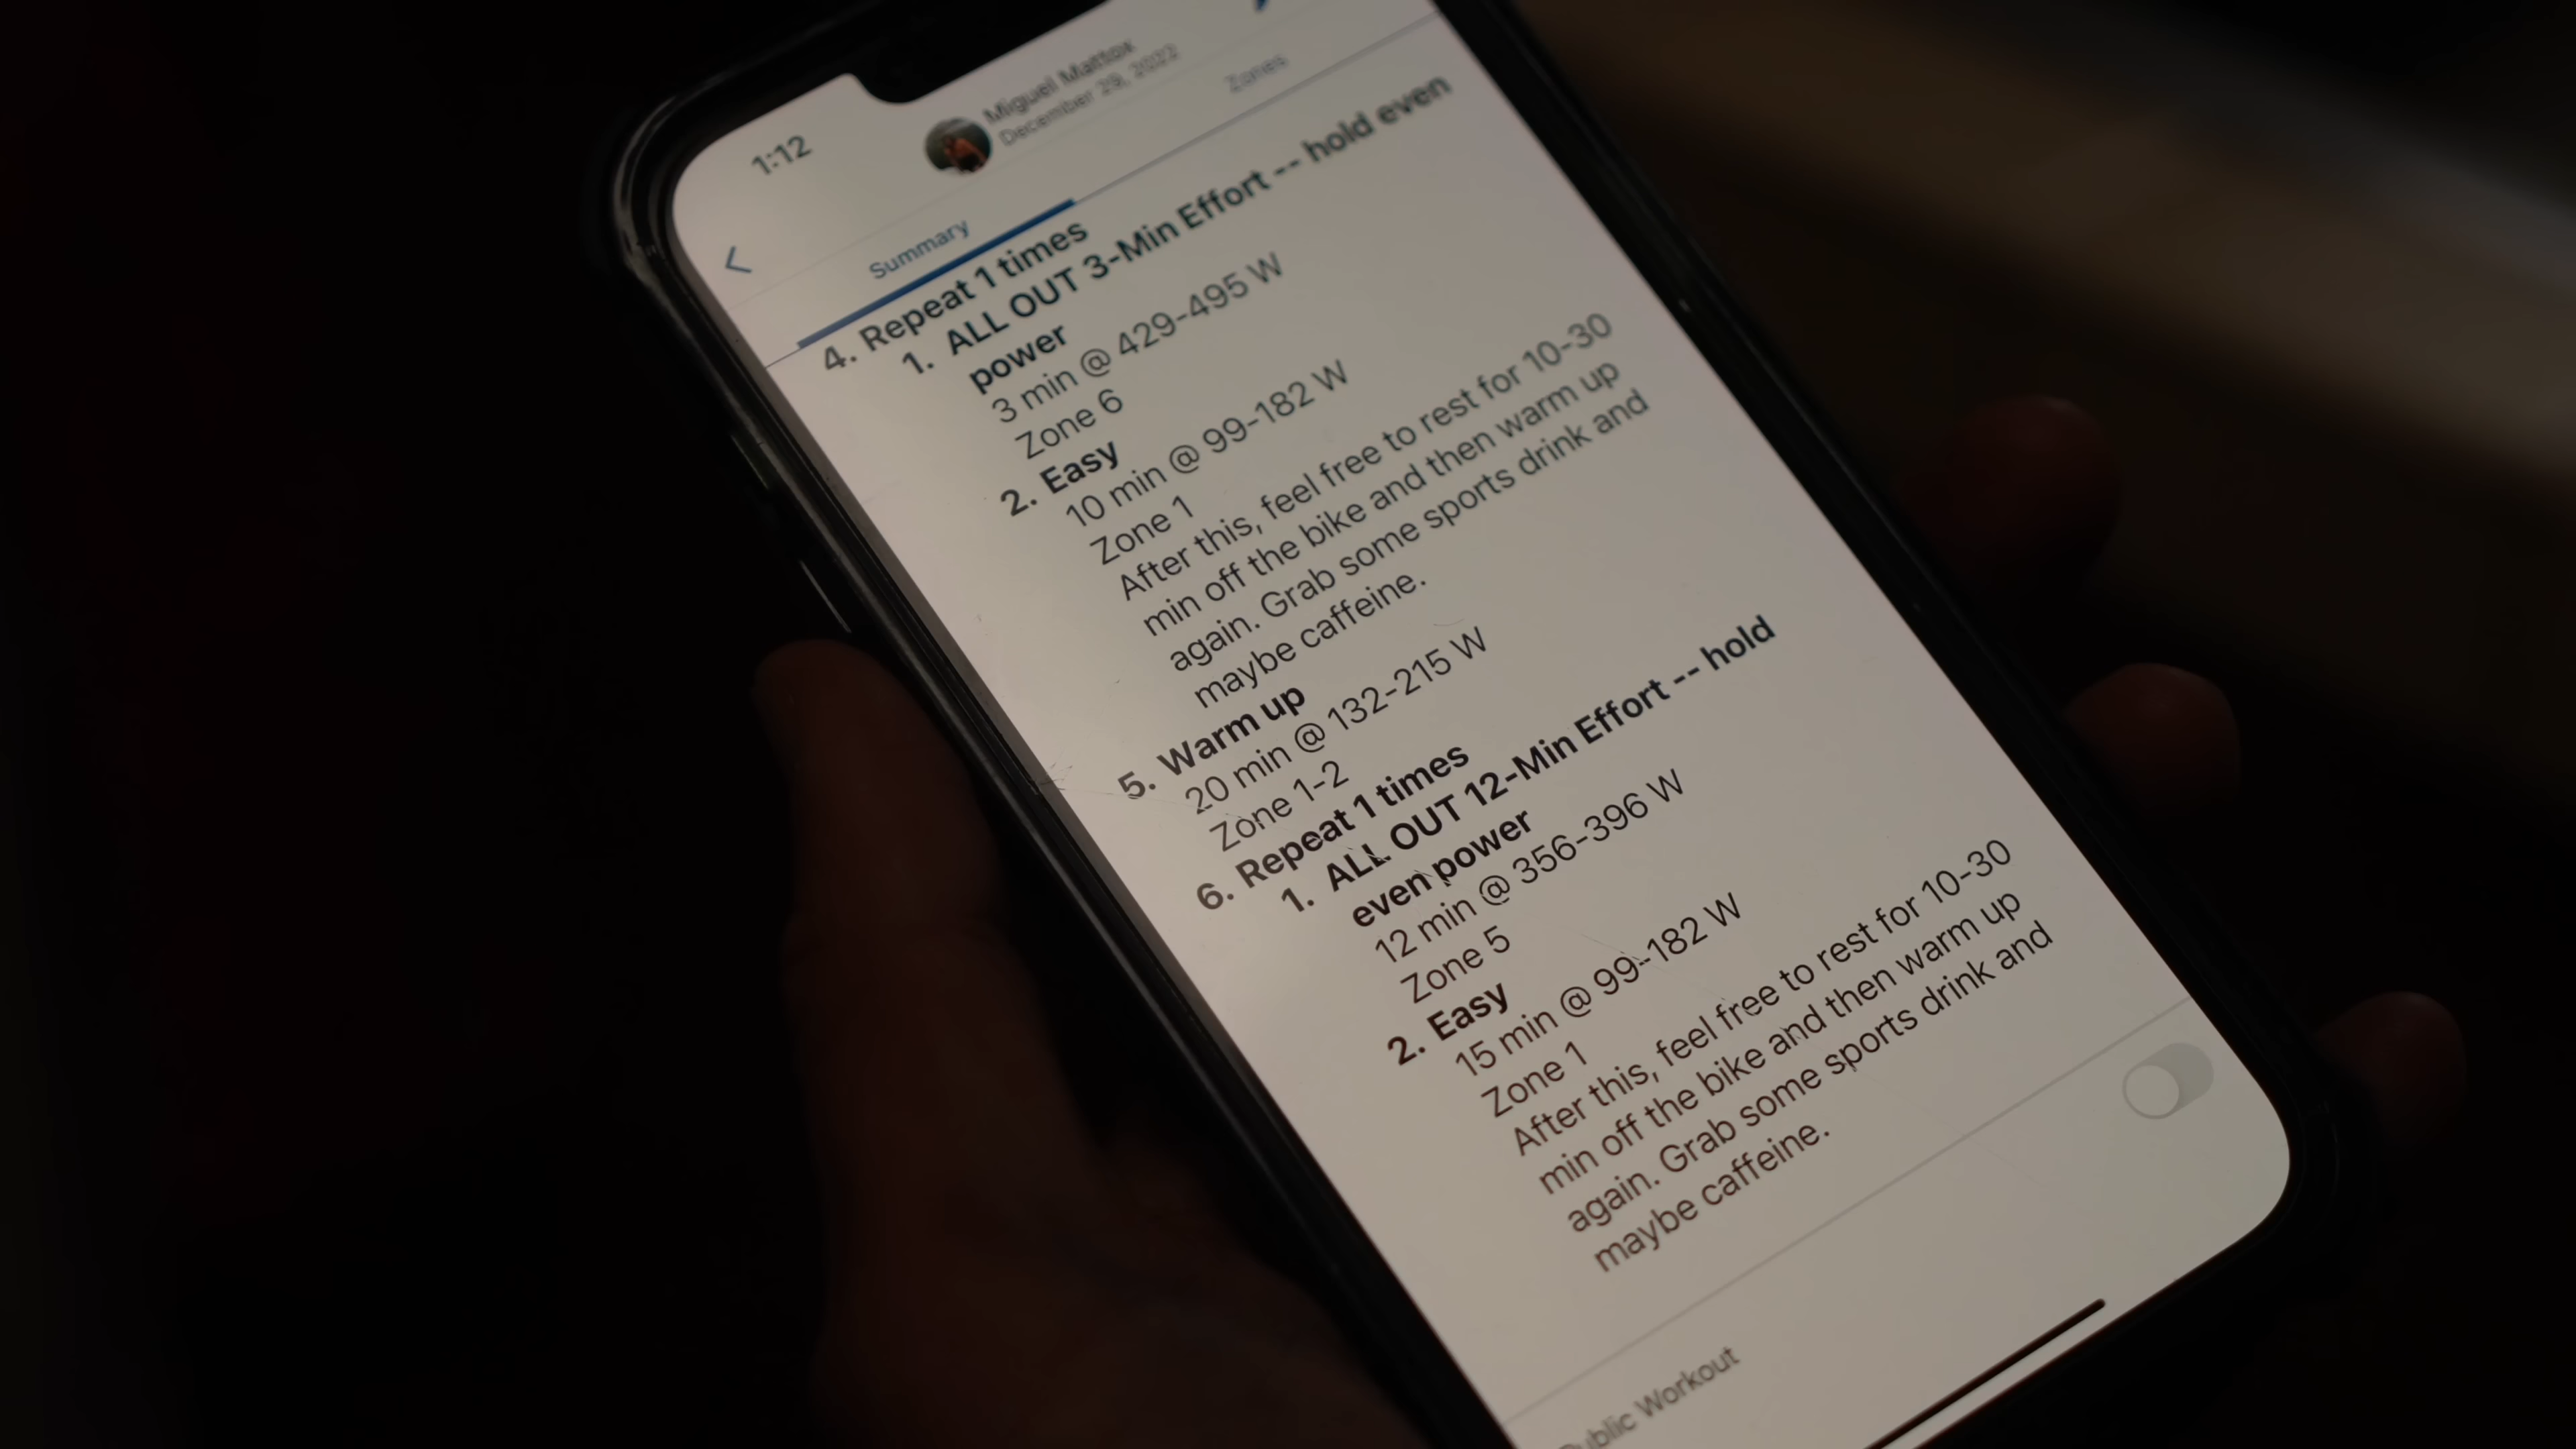 1:12
Miguel Mattox
December 29, 2022
Summary
Zones
4. Repeat 1 times
1. ALL OUT 3-Min Effort -- hold even
power
3 min @ 429-495 W
Zone 6
2. Easy
10 min @ 99-182 W
Zone 1
After this, feel free to rest for 10-30
min off the bike and then warm up
again. Grab some sports drink and
maybe caffeine.
5. Warm up
20 min @ 132-215 W
Zone 1-2
6. Repeat 1 times
1. ALL OUT 12-Min Effort -- hold
even power
12 min @ 356-396 W
Zone 5
2. Easy
15 min @ 99-182 W
Zone 1
After this, feel free to rest for 10-30
min off the bike and then warm up
again. Grab some sports drink and
maybe caffeine.
Public Workout